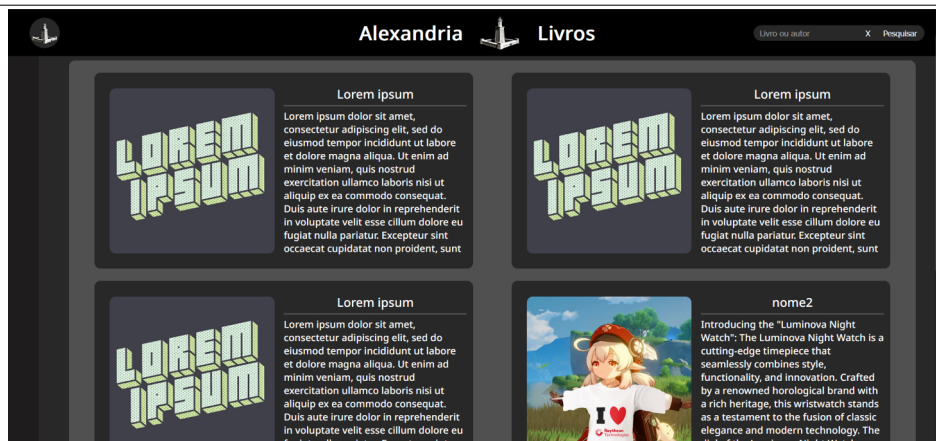 Alexandria
Livros
Livro ou autor
X
Pesquisar
LOREM
IPSUM
Lorem ipsum
Lorem ipsum dolor sit amet,
consectetur adipiscing elit, sed do
eiusmod tempor incididunt ut labore
et dolore magna aliqua. Ut enim ad
minim veniam, quis nostrud
exercitation ullamco laboris nisi ut
aliquip ex ea commodo consequat.
Duis aute irure dolor in reprehenderit
in voluptate velit esse cillum dolore eu
fugiat nulla pariatur. Excepteur sint
occaecat cupidatat non proident, sunt
LOREM
IPSUM
Lorem ipsum
Lorem ipsum dolor sit amet,
consectetur adipiscing elit, sed do
eiusmod tempor incididunt ut labore
et dolore magna aliqua. Ut enim ad
minim veniam, quis nostrud
exercitation ullamco laboris nisi ut
aliquip ex ea commodo consequat.
Duis aute irure dolor in reprehenderit
in voluptate velit esse cillum dolore eu
fugiat nulla pariatur. Excepteur sint
occaecat cupidatat non proident, sunt
LOREM
IPSUM
Lorem ipsum
Lorem ipsum dolor sit amet,
consectetur adipiscing elit, sed do
eiusmod tempor incididunt ut labore
et dolore magna aliqua. Ut enim ad
minim veniam, quis nostrud
exercitation ullamco laboris nisi ut
aliquip ex ea commodo consequat.
Duis aute irure dolor in reprehenderit
in voluptate velit esse cillum dolore eu
I
Raytheon
Technologies
nome2
Introducing the "Luminova Night
Watch": The Luminova Night Watch is a
cutting-edge timepiece that
seamlessly combines style,
functionality, and innovation. Crafted
by a renowned horological brand with
a rich heritage, this wristwatch stands
as a testament to the fusion of classic
elegance and modern technology. The